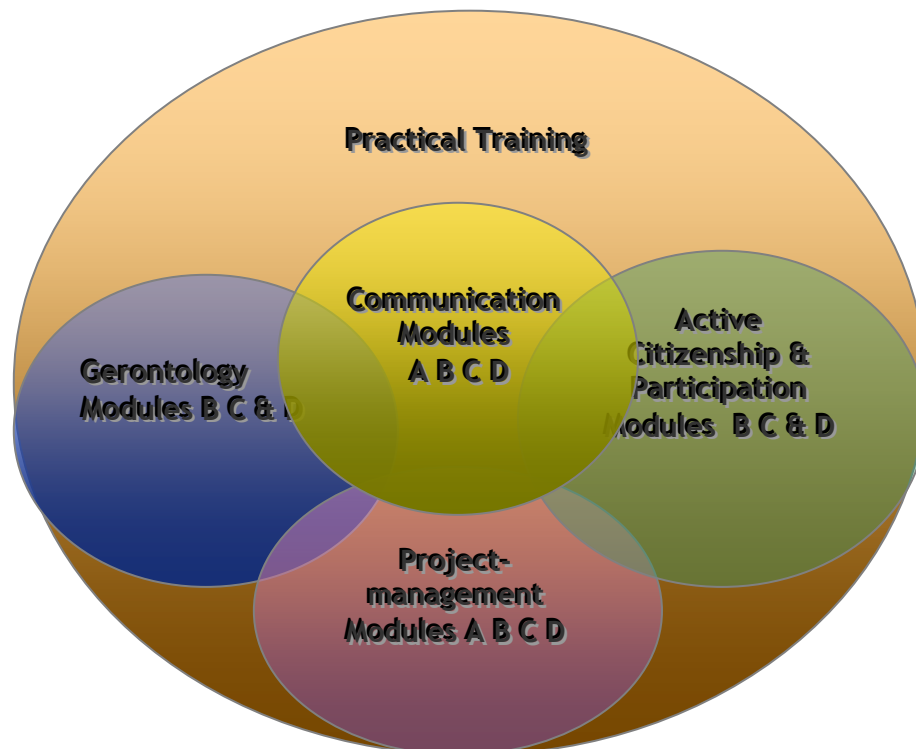 Practical Training
Communication
Modules
A B C D
Gerontology
Modules B C & D
Active
Citizenship &
Participation
Modules B C & D
Project-
management
Modules A B C D